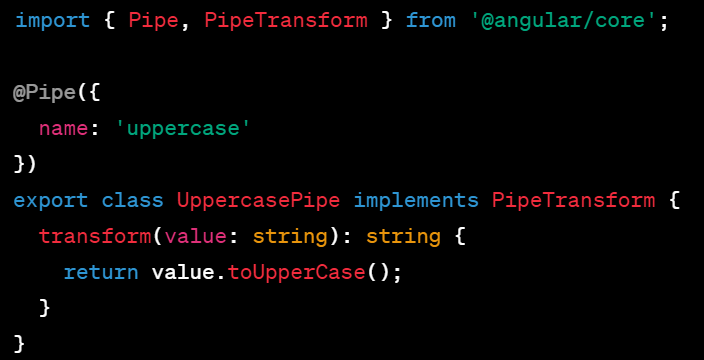 import { Pipe, PipeTransform } from '@angular/core';
@Pipe({
  name: 'uppercase'
})
export class UppercasePipe implements PipeTransform {
  transform(value: string): string {
    return value.toUpperCase();
  }
}